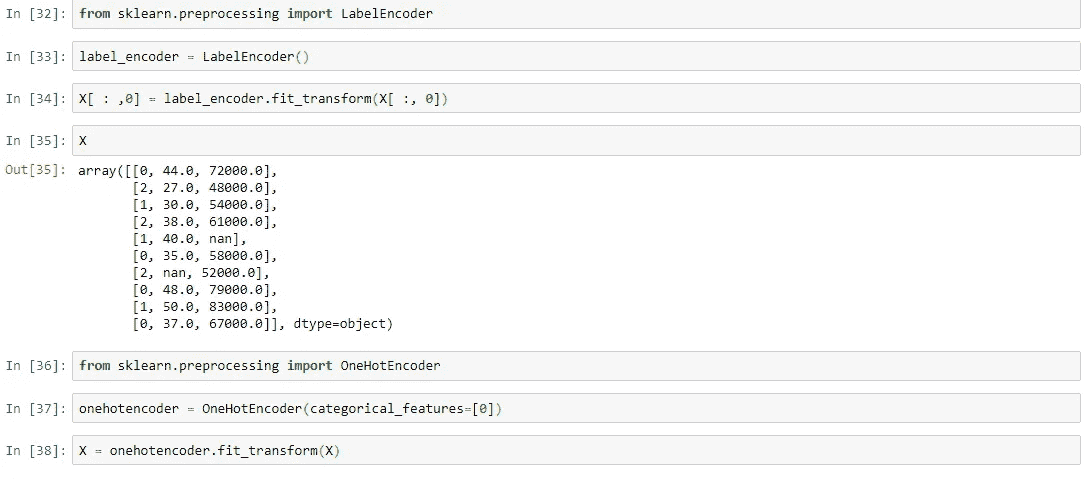 In [32]: from sklearn.preprocessing import LabelEncoder
In [33]: label_encoder = LabelEncoder()
In [34]: X[ : ,0] = label_encoder.fit_transform(X[ :, 0])
In [35]: X
Out[35]: array([[0, 44.0, 72000.0],
[2, 27.0, 48000.0],
[1, 30.0, 54000.0],
[2, 38.0, 61000.0],
[1, 40.0, nan],
[0, 35.0, 58000.0],
[2, nan, 52000.0],
[0, 48.0, 79000.0],
[1, 50.0, 83000.0],
[0, 37.0, 67000.0]], dtype=object)
In [36]: from sklearn.preprocessing import OneHotEncoder
In [37]: onehotencoder = OneHotEncoder(categorical_features=[0])
In [38]: X = onehotencoder.fit_transform(X)